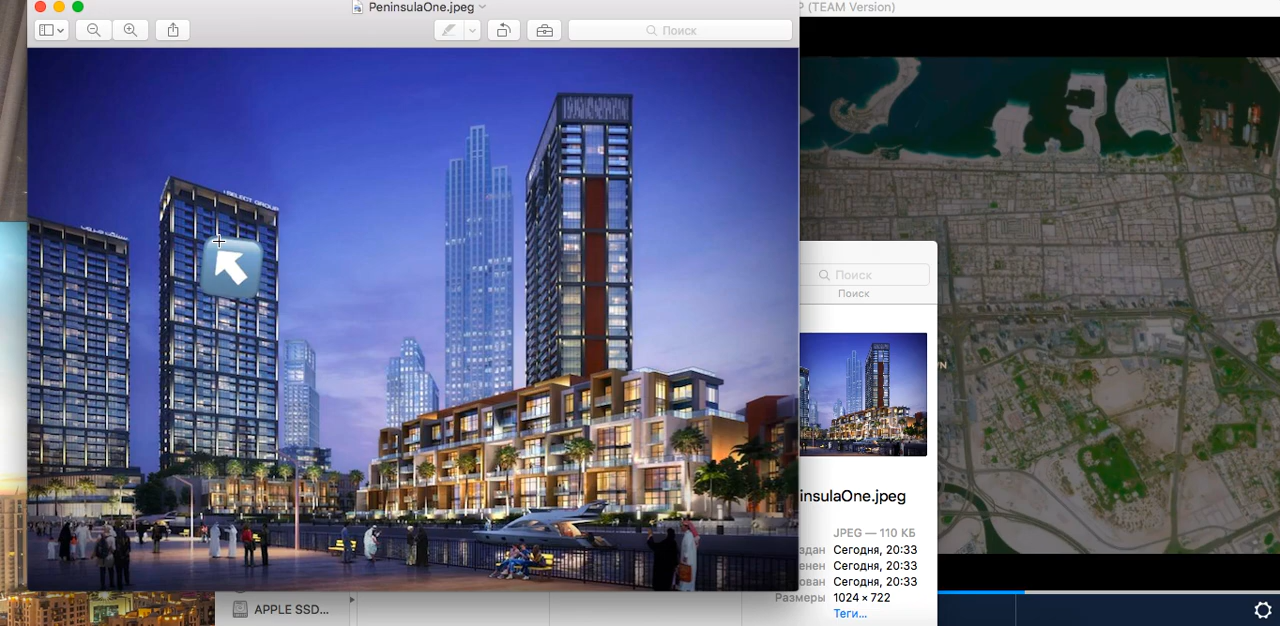 PeninsulaOne.jpeg
P (TEAM Version)
Поиск
SELECT GROUP
Поиск
Поиск
insulaOne.jpeg
JPEG — 110 КБ
здан Сегодня, 20:33
енен Сегодня, 20:33
ован Сегодня, 20:33
Размеры 1024 × 722
Теги...
APPLE SSD...